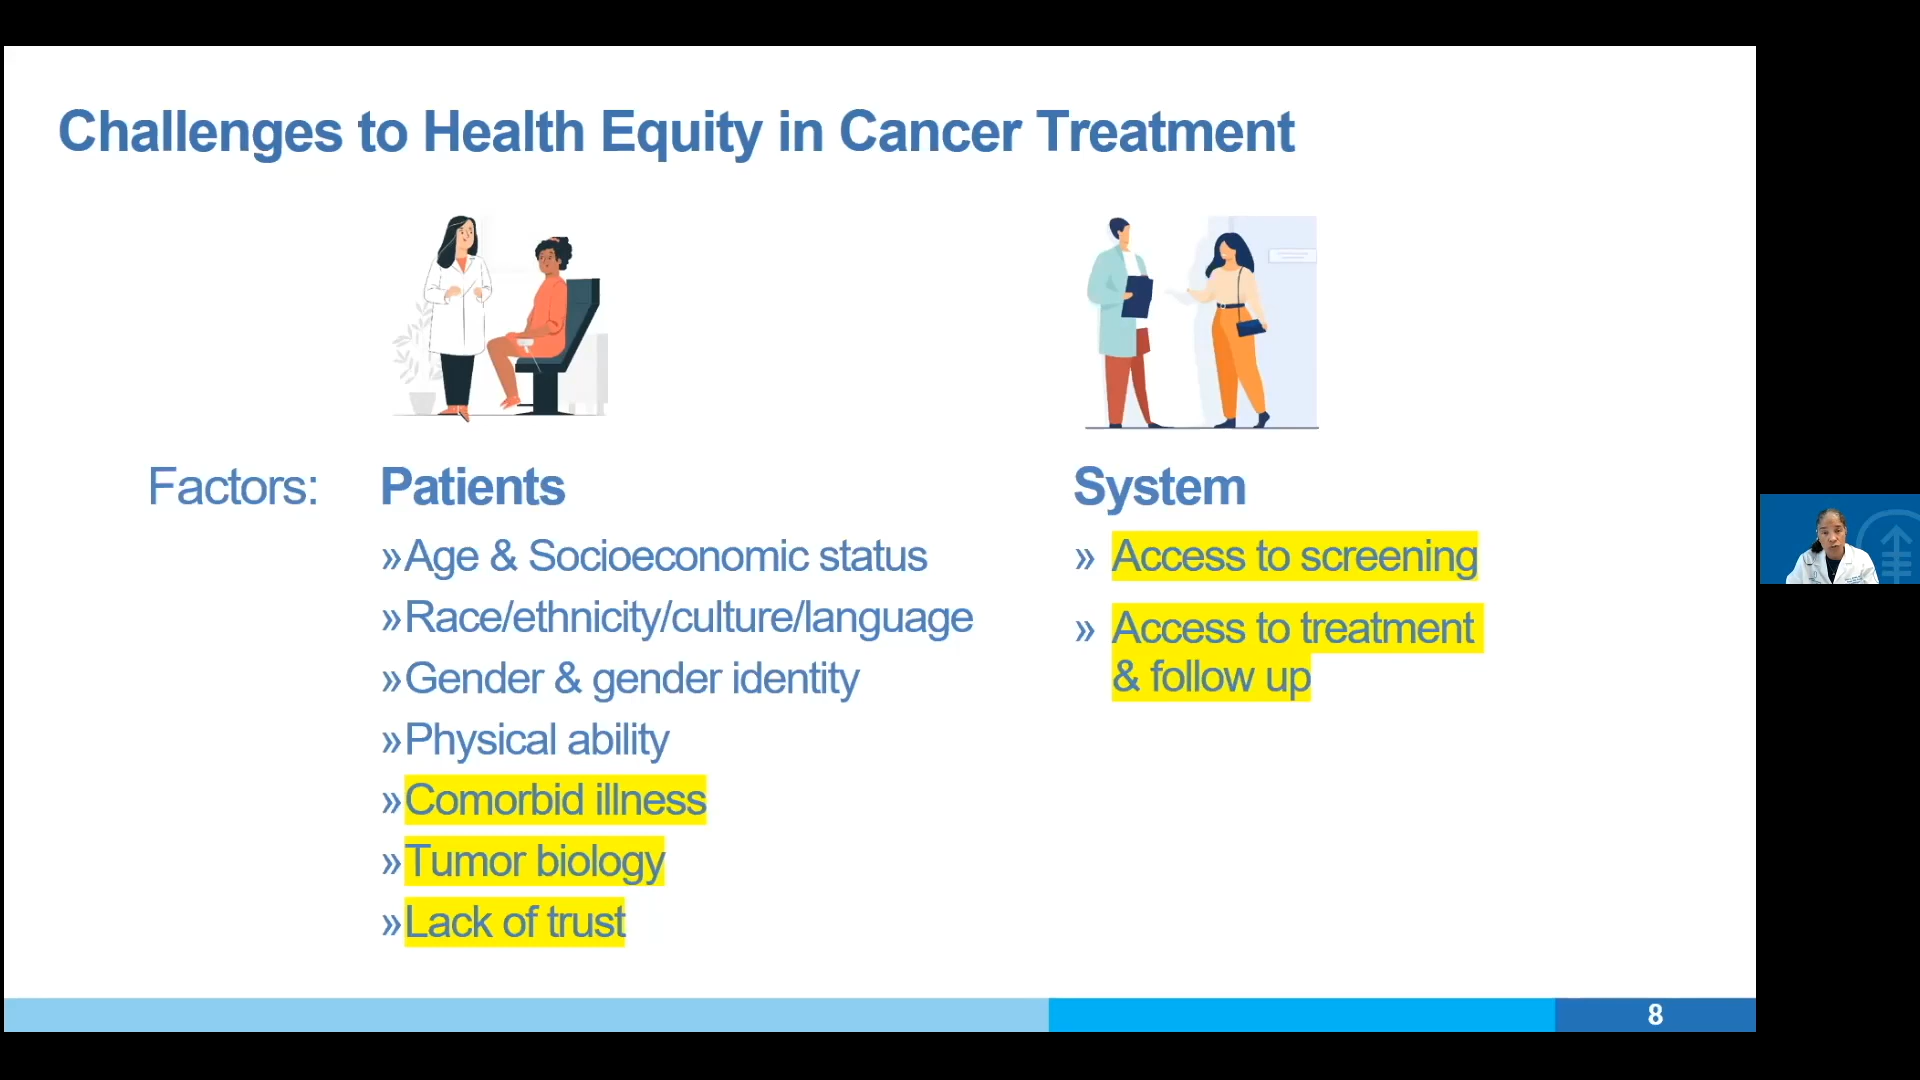 Challenges to Health Equity in Cancer Treatment
Factors:
Patients
»Age & Socioeconomic status
»Race/ethnicity/culture/language
»Gender & gender identity
»Physical ability
»Comorbid illness
»Tumor biology
»Lack of trust
System
» Access to screening
» Access to treatment
& follow up
8